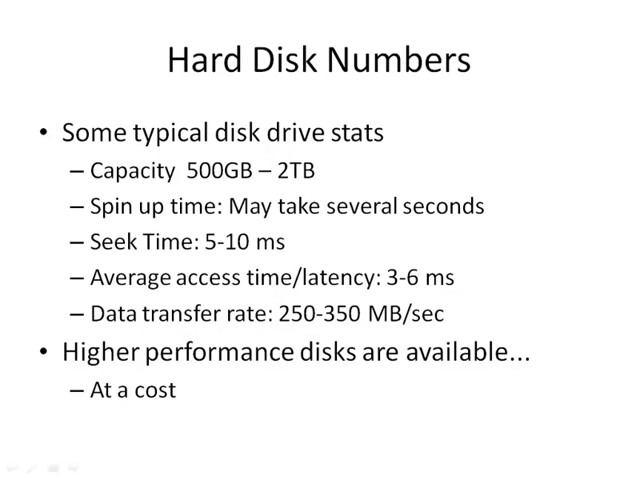 Hard Disk Numbers
• Some typical disk drive stats
– Capacity 500GB – 2TB
– Spin up time: May take several seconds
– Seek Time: 5-10 ms
– Average access time/latency: 3-6 ms
– Data transfer rate: 250-350 MB/sec
• Higher performance disks are available...
– At a cost